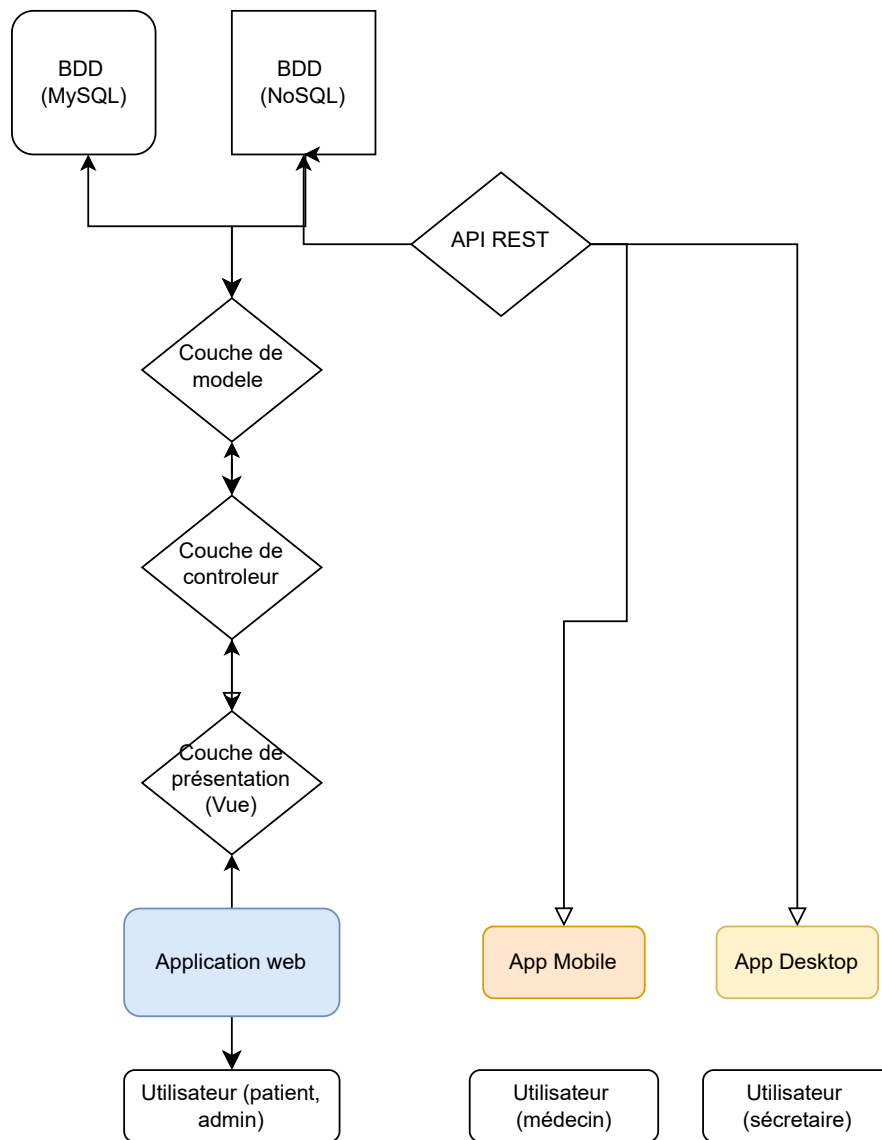 BDD
(MySQL)
BDD
(NoSQL)
API REST
Couche de
modele
Couche de
controleur
Couche de
présentation
(Vue)
Application web
App Mobile
App Desktop
Utilisateur (patient,
admin)
Utilisateur
(médecin)
Utilisateur
(sécretaire)